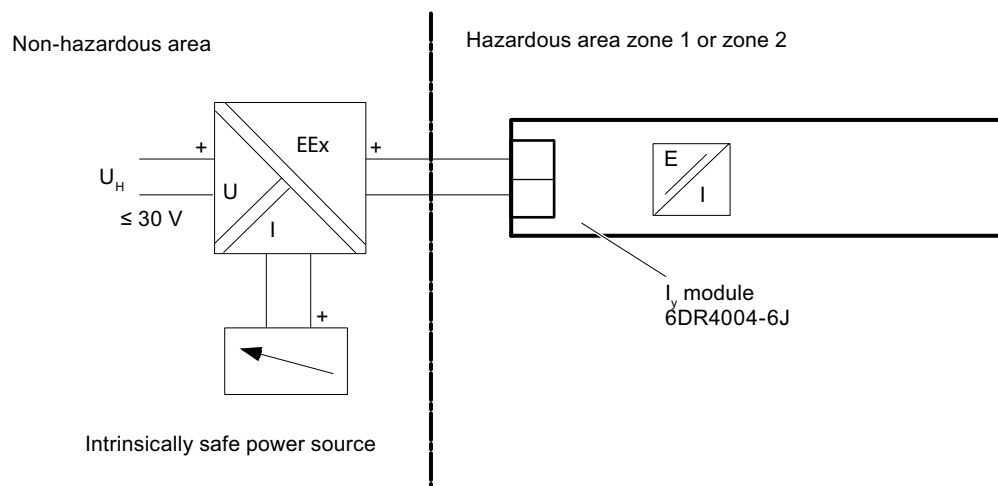 Non-hazardous area
Hazardous area zone 1 or zone 2
EEx
+
+
E
U_H
U
I
≤ 30 V
I
I_y module
6DR4004-6J
+
Intrinsically safe power source